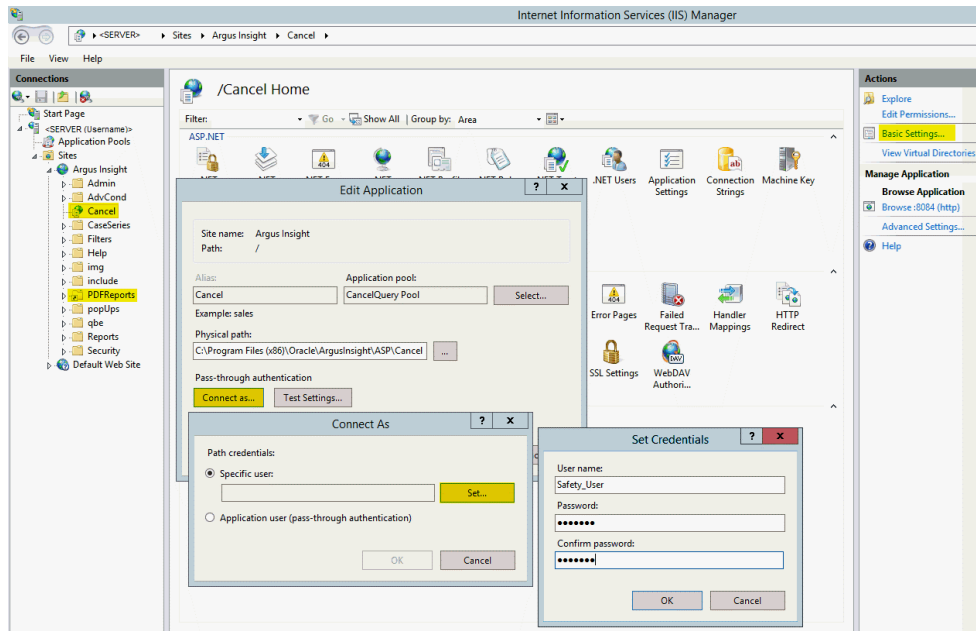 Internet Information Services (IIS) Manager
<SERVER> Sites Argus Insight Cancel
File View Help
Connections
Start Page
<SERVER (Username)>
Application Pools
Sites
Argus Insight
Admin
AdvCond
Cancel
CaseSeries
Filters
Help
img
include
PDFReports
popUps
qbe
Reports
Security
Default Web Site
/Cancel Home
Filter: Go Show All Group by: Area
ASP.NET
.NET Users Application Settings Connection Strings Machine Key
Error Pages Failed Request Tra... Handler Mappings HTTP Redirect
SSL Settings WebDAV Authori...
Edit Application ? x
Site name: Argus Insight
Path: /
Alias: Application pool:
Cancel CancelQuery Pool Select...
Example: sales
Physical path:
C:\Program Files (x86)\Oracle\ArgusInsight\ASP\Cancel ...
Pass-through authentication
Connect as... Test Settings...
Connect As ? x
Path credentials:
Specific user:
Set...
Application user (pass-through authentication)
OK Cancel
Set Credentials ? x
User name:
Safety_User
Password:
•••••••
Confirm password:
•••••••
OK Cancel
Actions
Explore
Edit Permissions...
Basic Settings...
View Virtual Directories
Manage Application
Browse Application
Browse :8084 (http)
Advanced Settings...
Help